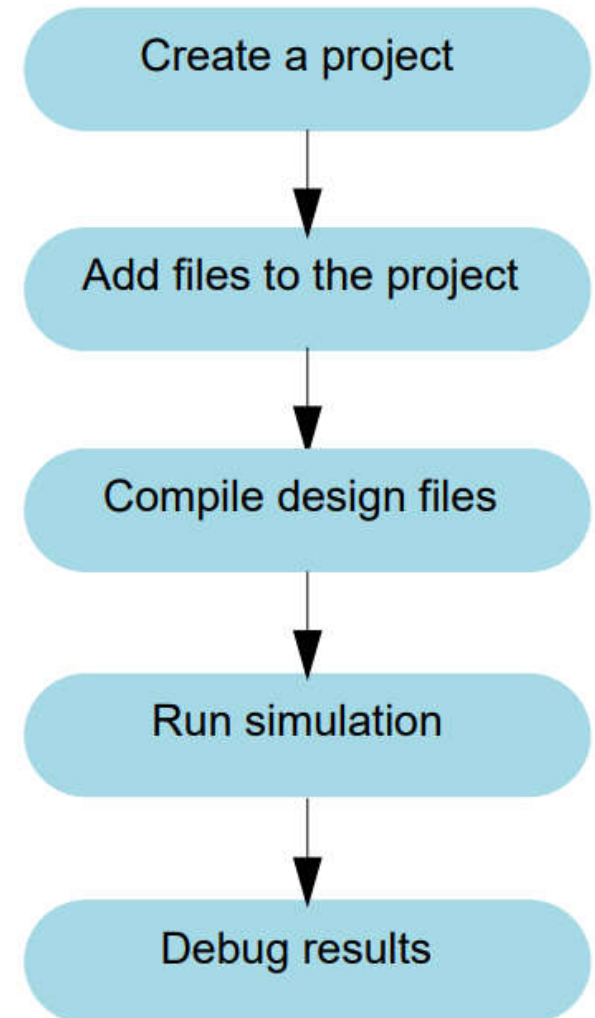 Create a project
Add files to the project
Compile design files
Run simulation
Debug results